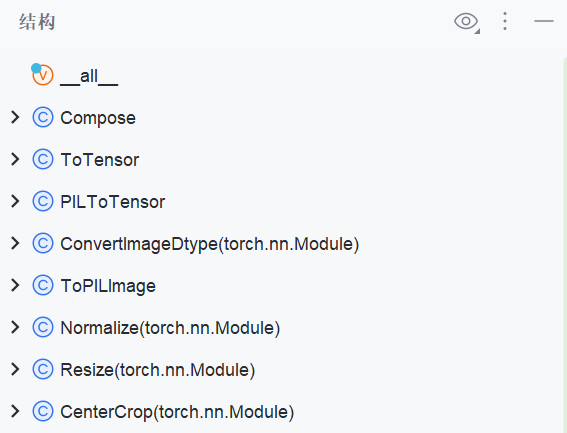 结构
__all__
Compose
ToTensor
PILToTensor
ConvertImageDtype(torch.nn.Module)
ToPILImage
Normalize(torch.nn.Module)
Resize(torch.nn.Module)
CenterCrop(torch.nn.Module)